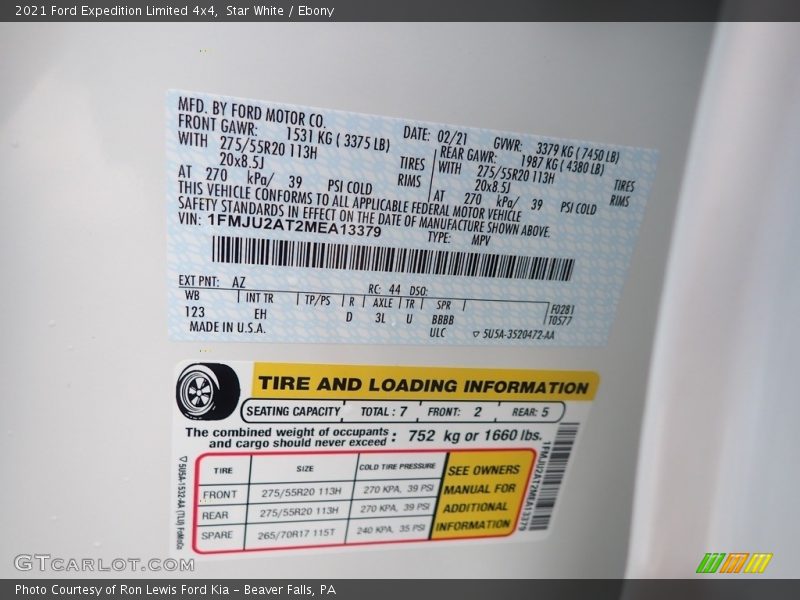 2021 Ford Expedition Limited 4x4, Star White / Ebony
MFD. BY FORD MOTOR CO.
DATE: 02/21 GVWR: 3379 KG (7450 LB)
FRONT GAWR: 1531 KG (3375 LB) REAR GAWR: 1987 KG (4380 LB)
WITH 275/55R20 113H TIRES WITH 275/55R20 113H TIRES
20x8.5J RIMS 20x8.5J RIMS
AT 270 kPa/ 39 PSI COLD AT 270 kPa/ 39 PSI COLD
THIS VEHICLE CONFORMS TO ALL APPLICABLE FEDERAL MOTOR VEHICLE
SAFETY STANDARDS IN EFFECT ON THE DATE OF MANUFACTURE SHOWN ABOVE.
VIN: 1FMJU2AT2MEA13379 TYPE: MPV
EXT PNT: AZ RC: 44 DSO:
WB INT TR TP/PS R AXLE TR SPR F0281
123 EH D 3L U BBBB T0577
MADE IN U.S.A. ULC ▽ 5U5A-3520472-AA
TIRE AND LOADING INFORMATION
SEATING CAPACITY TOTAL : 7 FRONT: 2 REAR: 5
The combined weight of occupants
and cargo should never exceed : 752 kg or 1660 lbs.
TIRE SIZE COLD TIRE PRESSURE
FRONT 275/55R20 113H 270 KPA, 39 PSI
REAR 275/55R20 113H 270 KPA, 39 PSI
SPARE 265/70R17 115T 240 KPA, 35 PSI
SEE OWNERS
MANUAL FOR
ADDITIONAL
INFORMATION
▽5U5A-1532-AA (TLU) FoMoCo
1FMJU2AT2MEA13379
GTCARLOT.COM
Photo Courtesy of Ron Lewis Ford Kia - Beaver Falls, PA